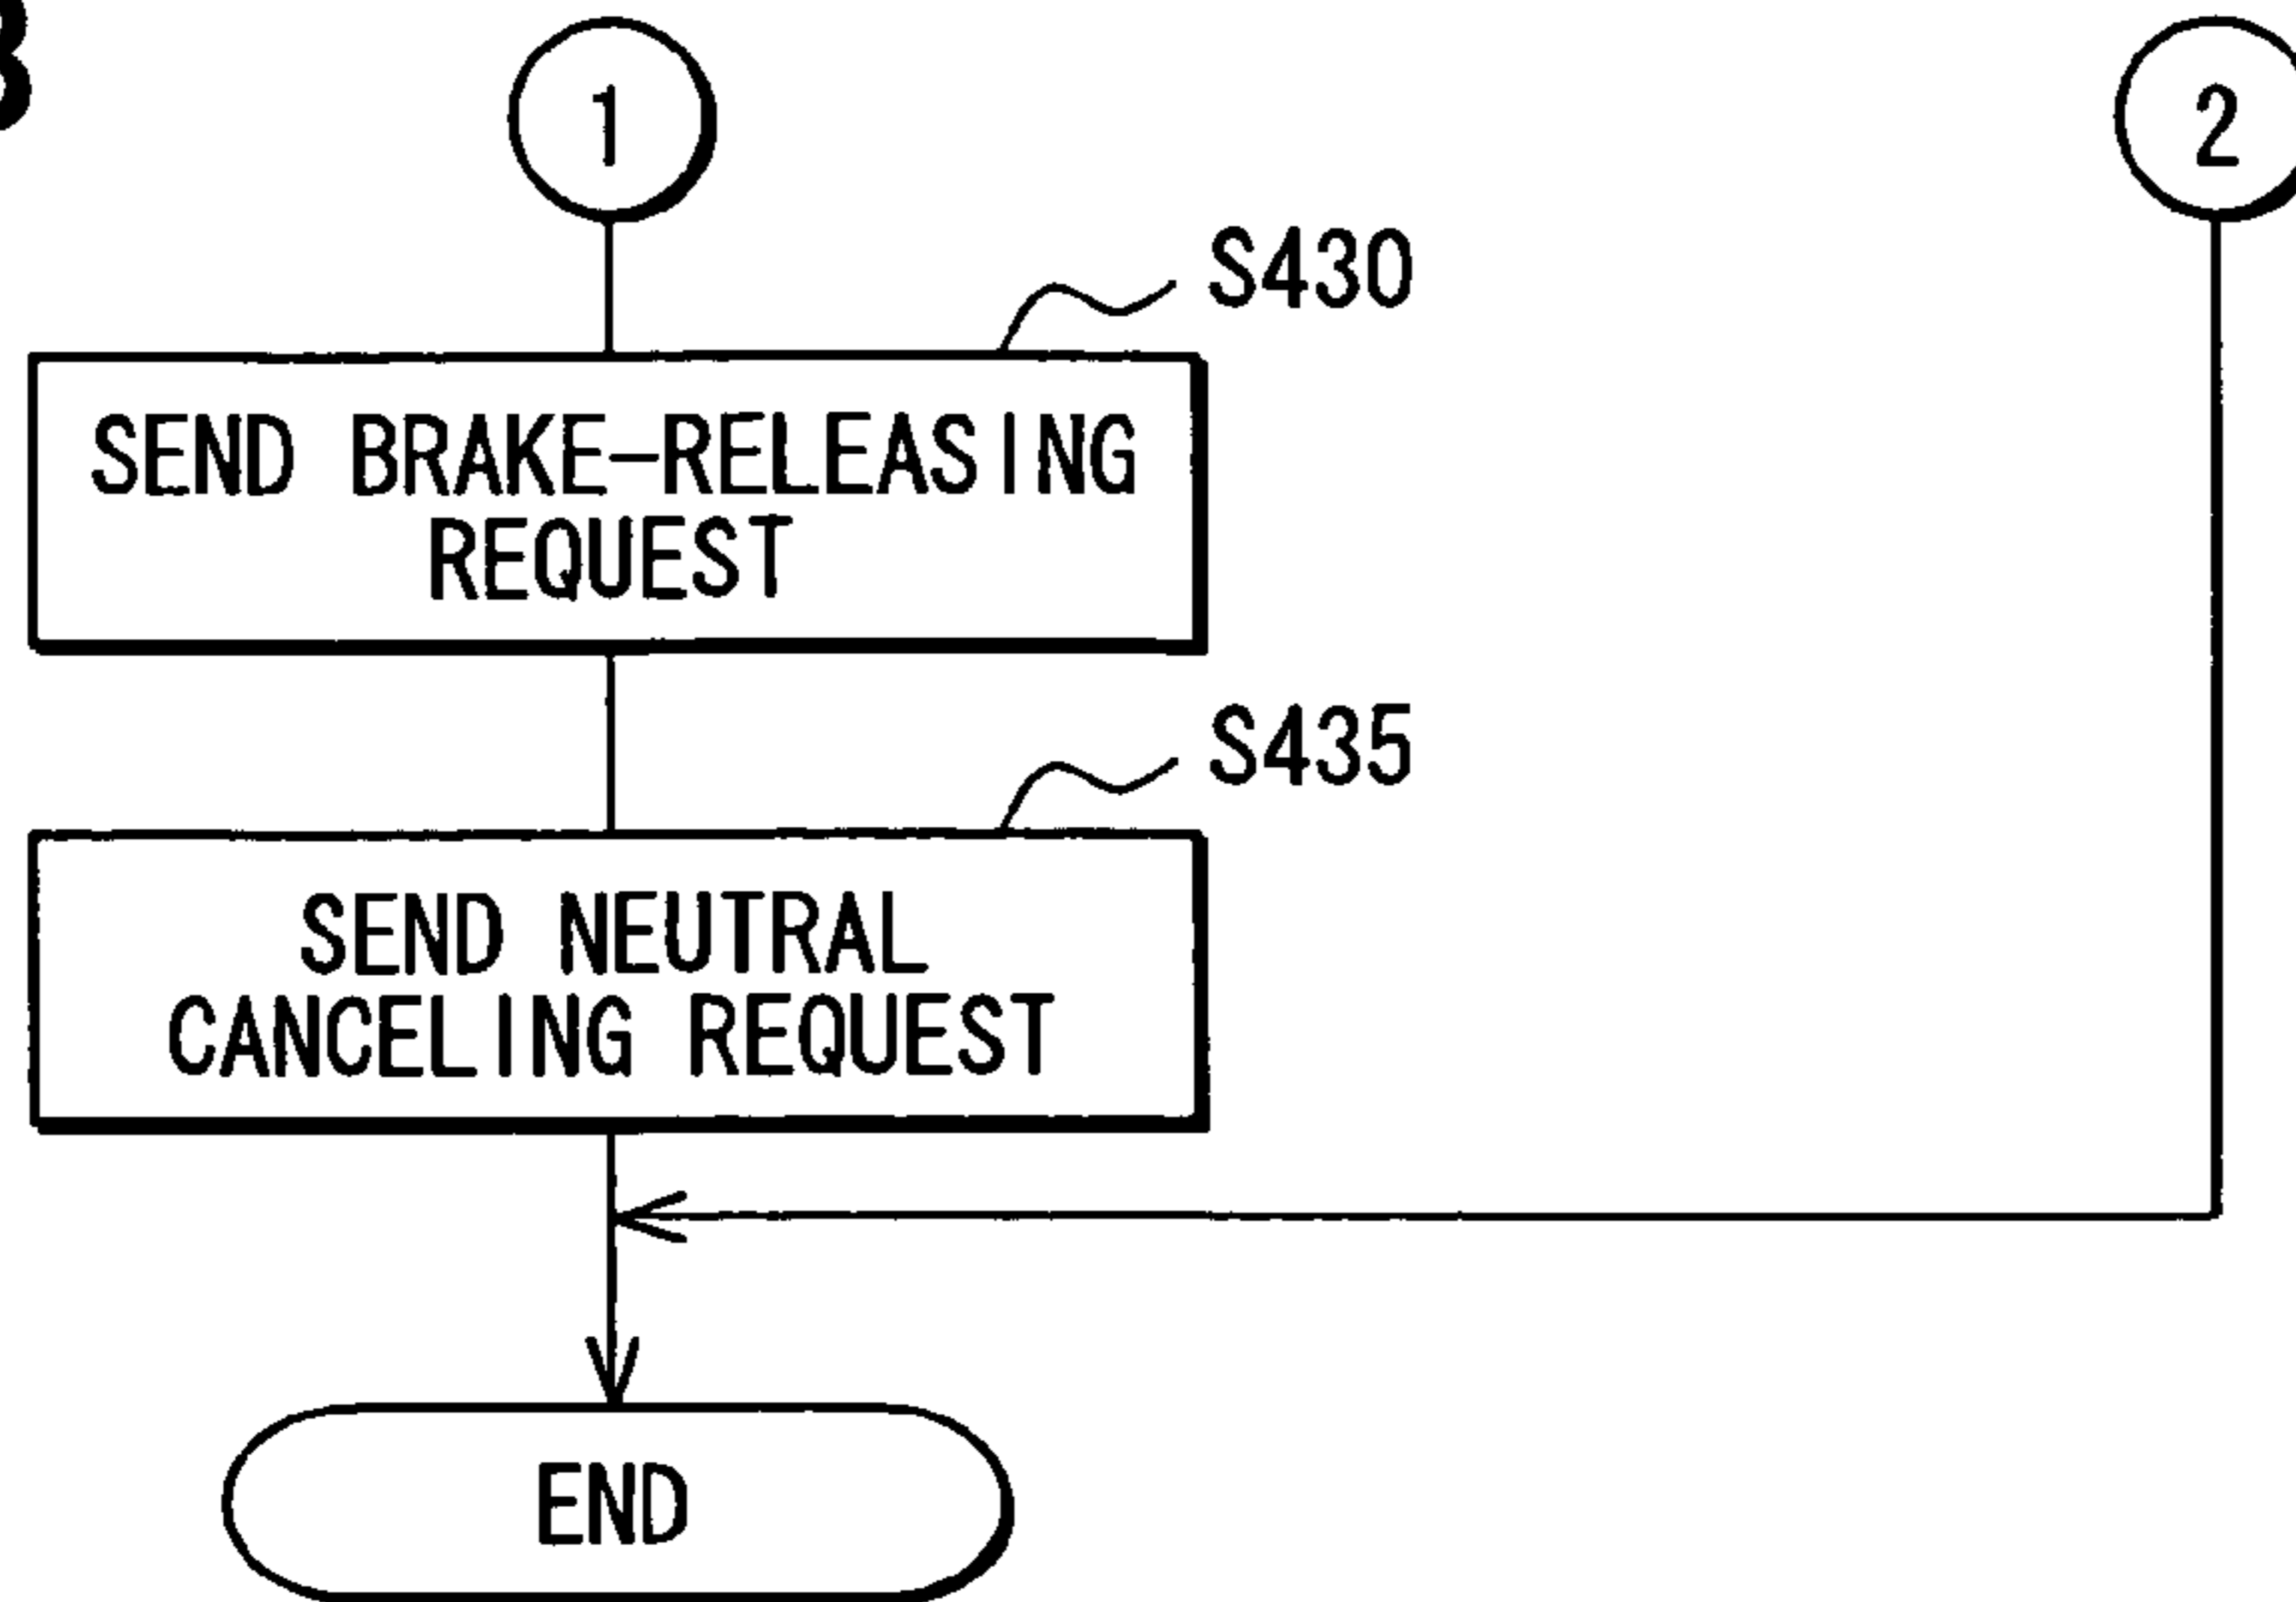 1
2
S430
SEND BRAKE-RELEASING
REQUEST
S435
SEND NEUTRAL
CANCELING REQUEST
END